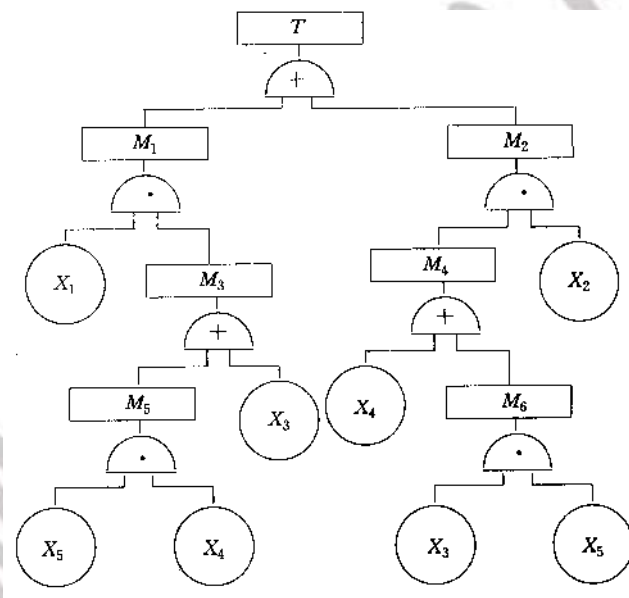 T
+
M₁ M₂
· ·
X₁ M₃ M₄ X₂
+ +
M₅ X₃ X₄ M₆
· ·
X₅ X₄ X₃ X₅